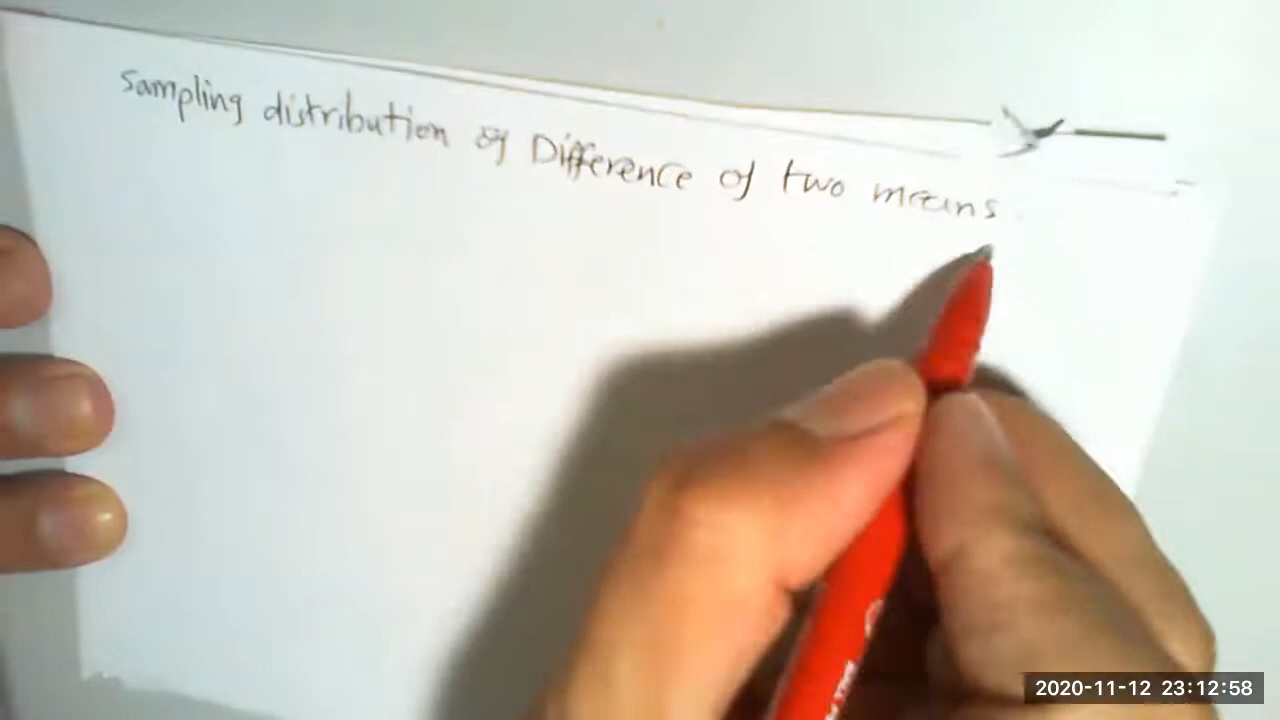 Sampling distribution of Difference of two means
2020-11-12 23:12:58